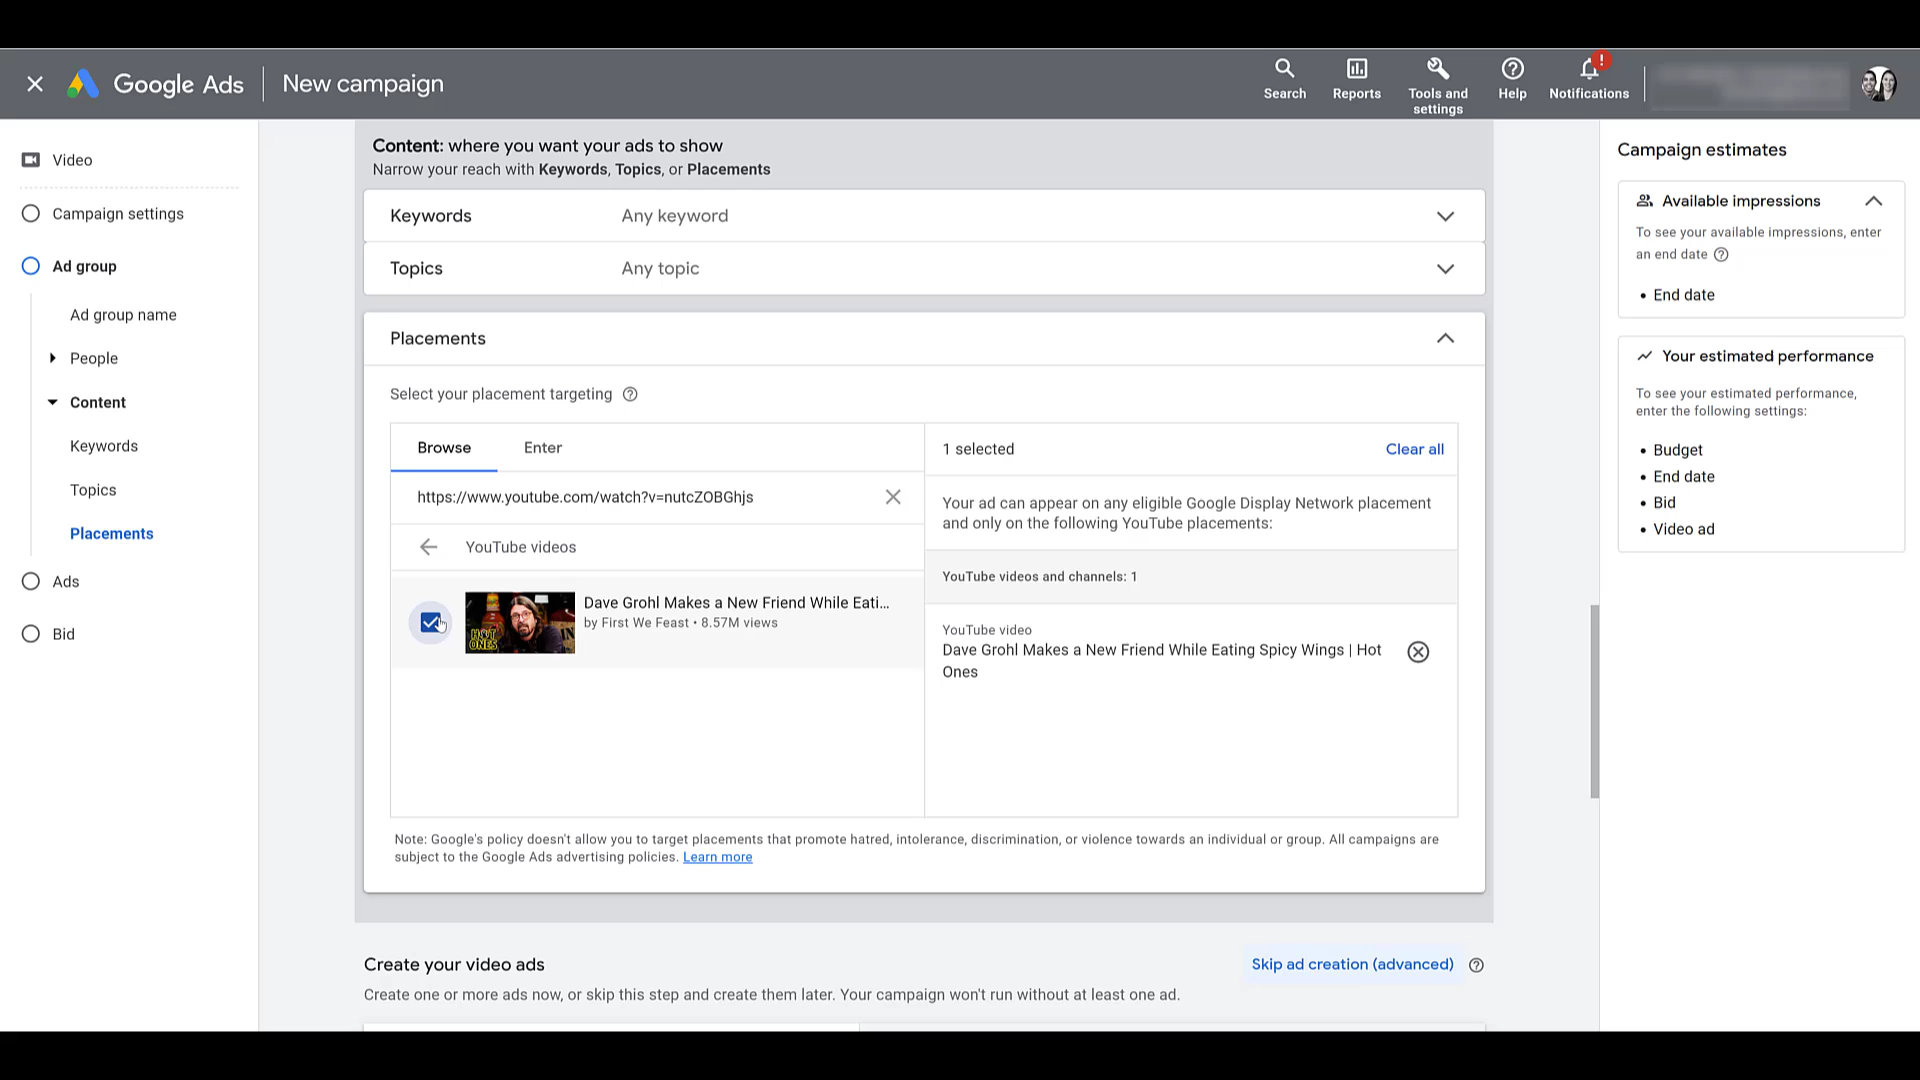 Google Ads
New campaign
Search
Reports
Tools and
settings
Help
!
Notifications
Video
Campaign settings
Ad group
Ad group name
People
Content
Keywords
Topics
Placements
Ads
Bid
Content: where you want your ads to show
Narrow your reach with Keywords, Topics, or Placements
Keywords Any keyword
Topics Any topic
Placements
Select your placement targeting
Browse Enter
https://www.youtube.com/watch?v=nutcZOBGhjs
YouTube videos
HOT
ONES
Dave Grohl Makes a New Friend While Eati...
by First We Feast • 8.57M views
1 selected Clear all
Your ad can appear on any eligible Google Display Network placement
and only on the following YouTube placements:
YouTube videos and channels: 1
YouTube video
Dave Grohl Makes a New Friend While Eating Spicy Wings | Hot
Ones
Note: Google's policy doesn't allow you to target placements that promote hatred, intolerance, discrimination, or violence towards an individual or group. All campaigns are
subject to the Google Ads advertising policies. Learn more
Create your video ads
Skip ad creation (advanced)
Create one or more ads now, or skip this step and create them later. Your campaign won't run without at least one ad.
Campaign estimates
Available impressions
To see your available impressions, enter
an end date
• End date
Your estimated performance
To see your estimated performance,
enter the following settings:
• Budget
• End date
• Bid
• Video ad